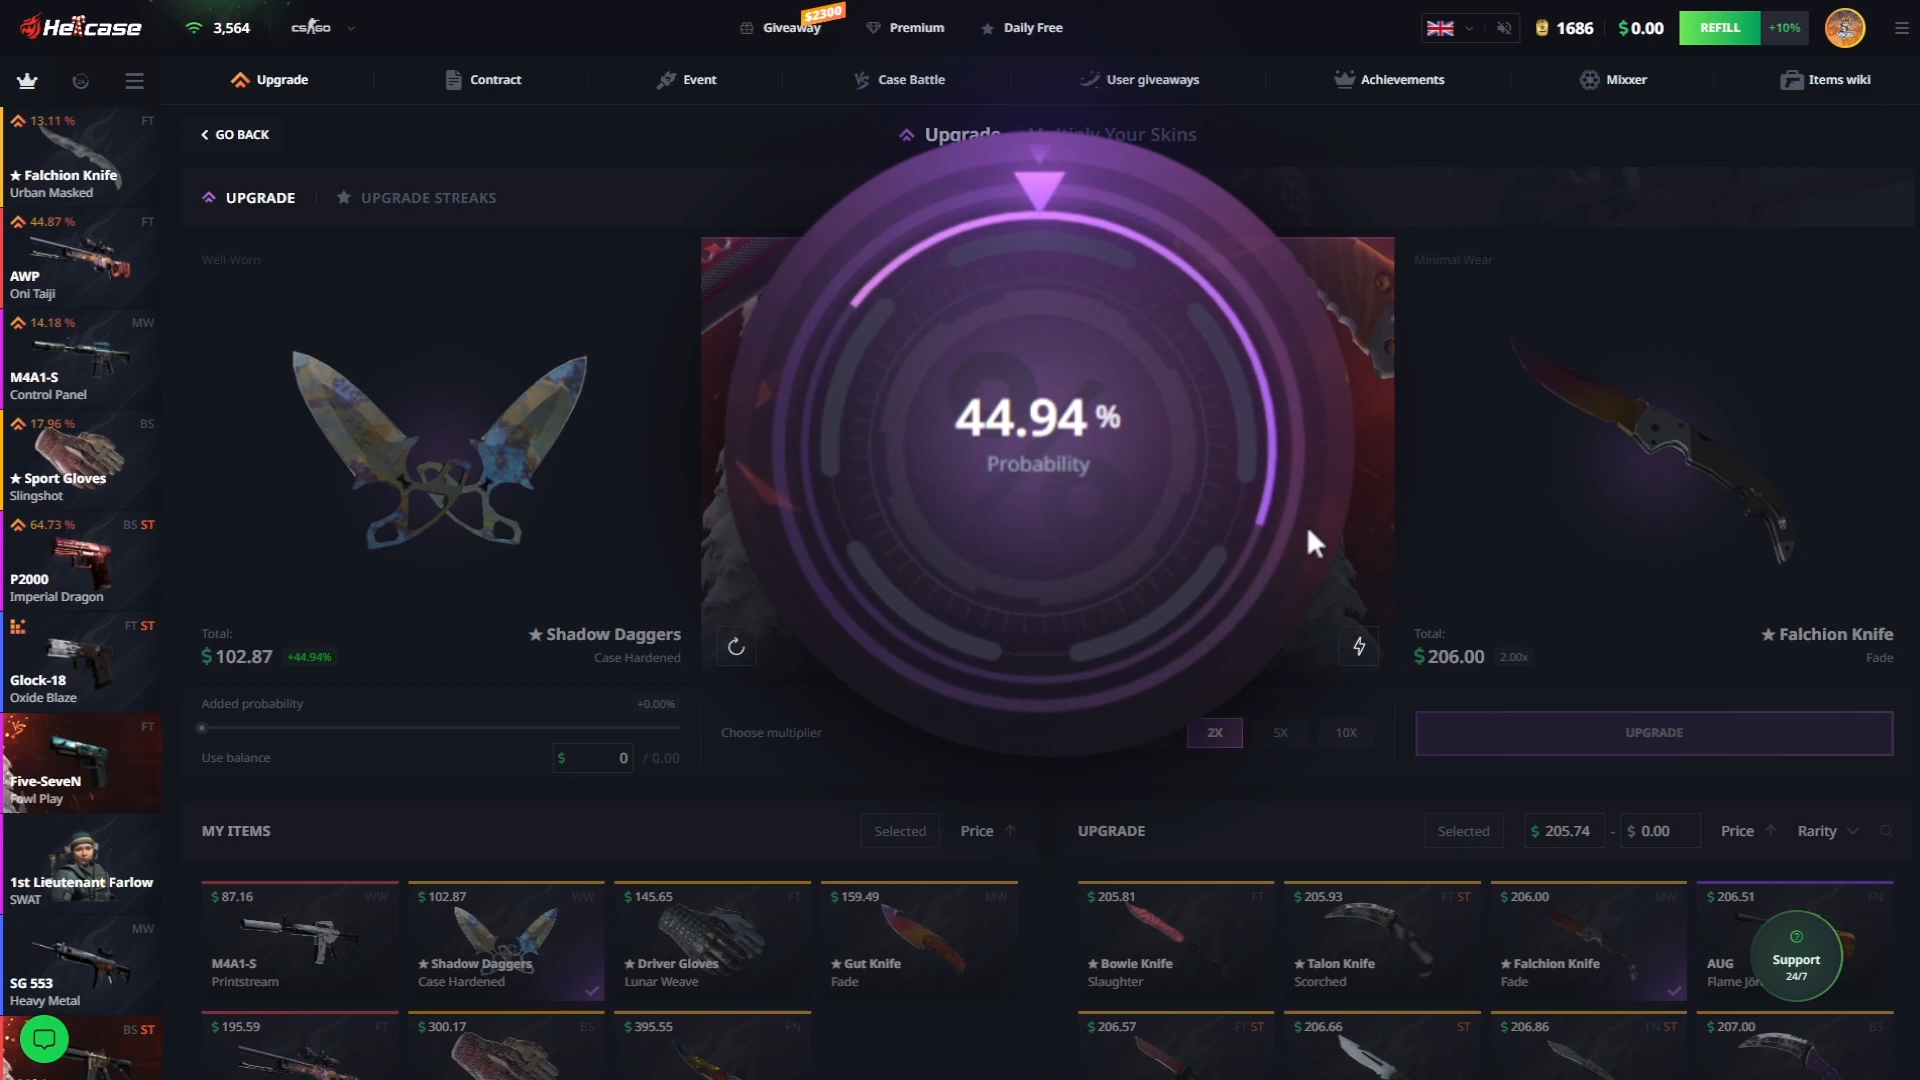 Hellcase
3,564
CS:GO
Giveaway
$2300
Premium
Daily Free
1686
$0.00
REFILL
+10%
Upgrade
Contract
Event
Case Battle
User giveaways
Achievements
Mixxer
Items wiki
13.11 %
FT
★ Falchion Knife
Urban Masked
44.87 %
FT
AWP
Oni Taiji
14.18 %
MW
M4A1-S
Control Panel
17.96 %
BS
★ Sport Gloves
Slingshot
64.73 %
BS ST
P2000
Imperial Dragon
FT ST
Glock-18
Oxide Blaze
FT
Five-SeveN
Fowl Play
1st Lieutenant Farlow
SWAT
MW
SG 553
Heavy Metal
BS ST
GO BACK
Upgrade
Multiply Your Skins
UPGRADE
UPGRADE STREAKS
Well-Worn
Minimal Wear
44.94 %
Probability
Total:
$102.87
+44.94%
★ Shadow Daggers
Case Hardened
Total:
$206.00
2.00x
★ Falchion Knife
Fade
Added probability
+0.00%
Use balance
$ 0
/ 0.00
Choose multiplier
2X
5X
10X
UPGRADE
MY ITEMS
Selected
Price
$87.16
WW
M4A1-S
Printstream
$102.87
WW
★ Shadow Daggers
Case Hardened
$145.65
FT
★ Driver Gloves
Lunar Weave
$159.49
MW
★ Gut Knife
Fade
$195.59
FT
$300.17
BS
$395.55
FN
UPGRADE
Selected
$ 205.74
-
$ 0.00
Price
Rarity
$205.81
FT
★ Bowie Knife
Slaughter
$205.93
FT ST
★ Talon Knife
Scorched
$206.00
MW
★ Falchion Knife
Fade
$206.51
FN
AUG
$206.57
FT ST
$206.66
ST
$206.86
FN ST
$207.00
BS
Support
24/7